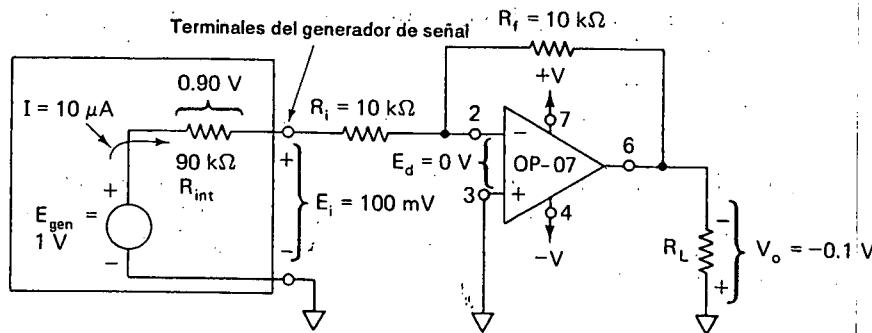 Terminales del generador de señal
R_f = 10 kΩ
0.90 V
I = 10 μA
R_i = 10 kΩ
+V
7
2
−
6
90 kΩ
R_int
+
E_d = 0 V
OP-07
E_i = 100 mV
3
+
4
+
E_gen =
1 V
−
−
−V
R_L
−
+
V_o = −0.1 V